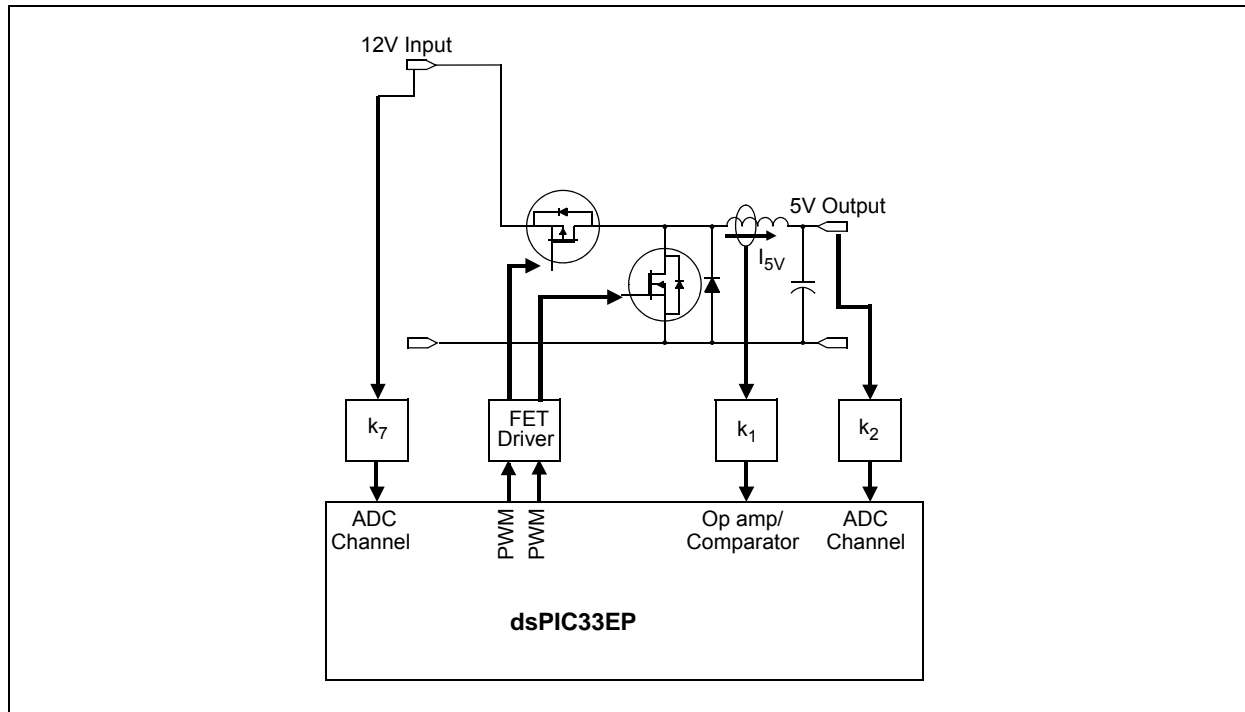 12V Input
5V Output
I5V
k7
FET
Driver
k1
k2
ADC
Channel
PWM
PWM
Op amp/
Comparator
ADC
Channel
dsPIC33EP